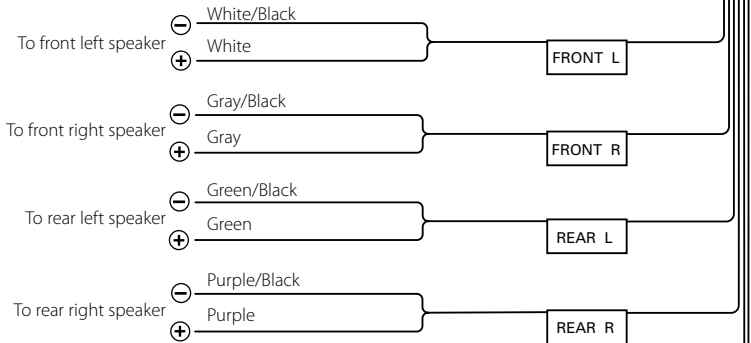 White/Black
To front left speaker
White
FRONT L
Gray/Black
To front right speaker
Gray
FRONT R
Green/Black
To rear left speaker
Green
REAR L
Purple/Black
To rear right speaker
Purple
REAR R